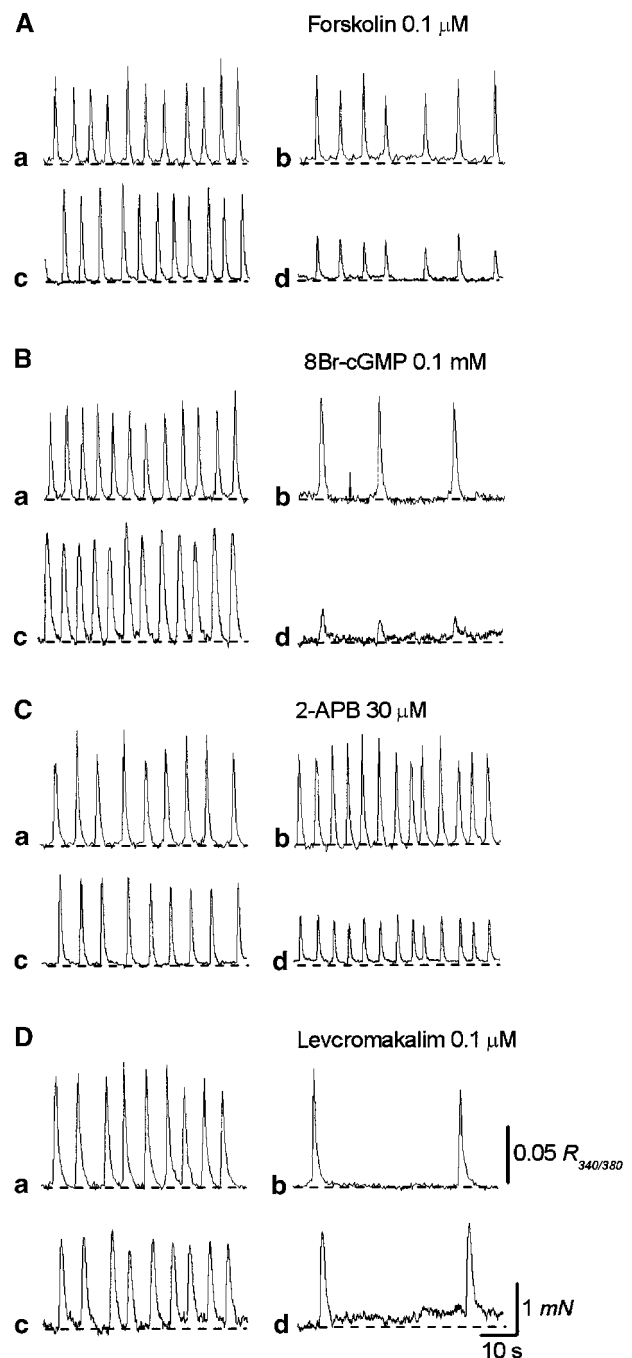 A
Forskolin 0.1 μM
a
b
c
d
B
8Br-cGMP 0.1 mM
a
b
c
d
C
2-APB 30 μM
a
b
c
d
D
Levcromakalim 0.1 μM
a
b
0.05 R340/380
c
d
1 mN
10 s